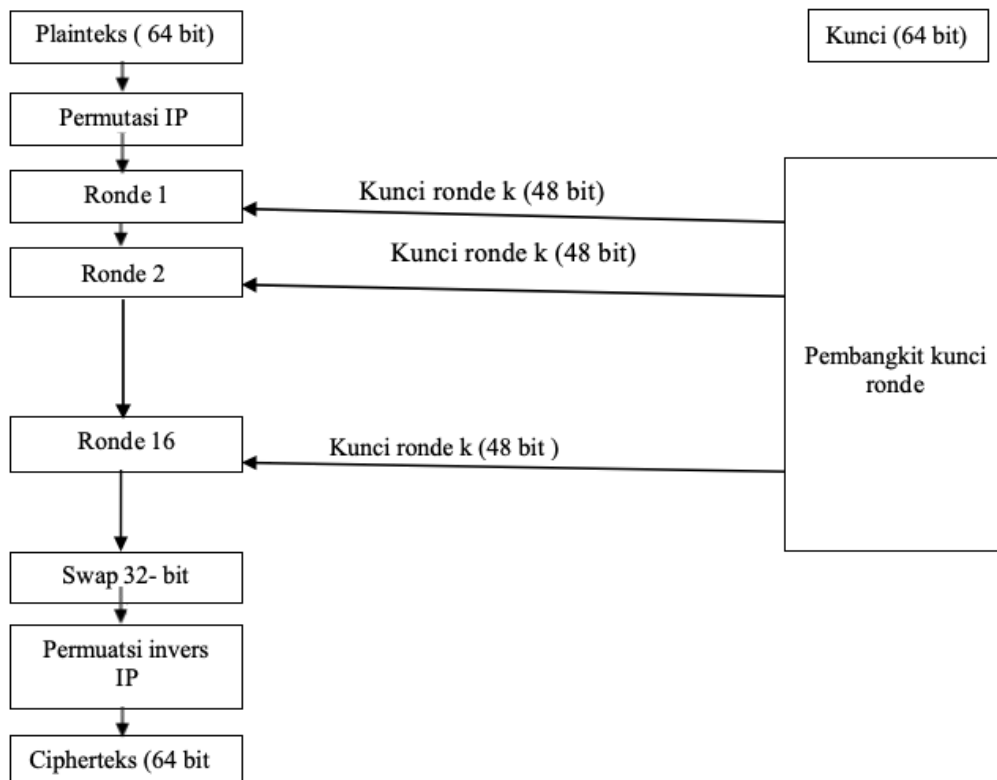 Plainteks ( 64 bit)
Kunci (64 bit)
Permutasi IP
Ronde 1
Kunci ronde k (48 bit)
Ronde 2
Kunci ronde k (48 bit)
Pembangkit kunci
ronde
Ronde 16
Kunci ronde k (48 bit )
Swap 32- bit
Permuatsi invers
IP
Cipherteks (64 bit